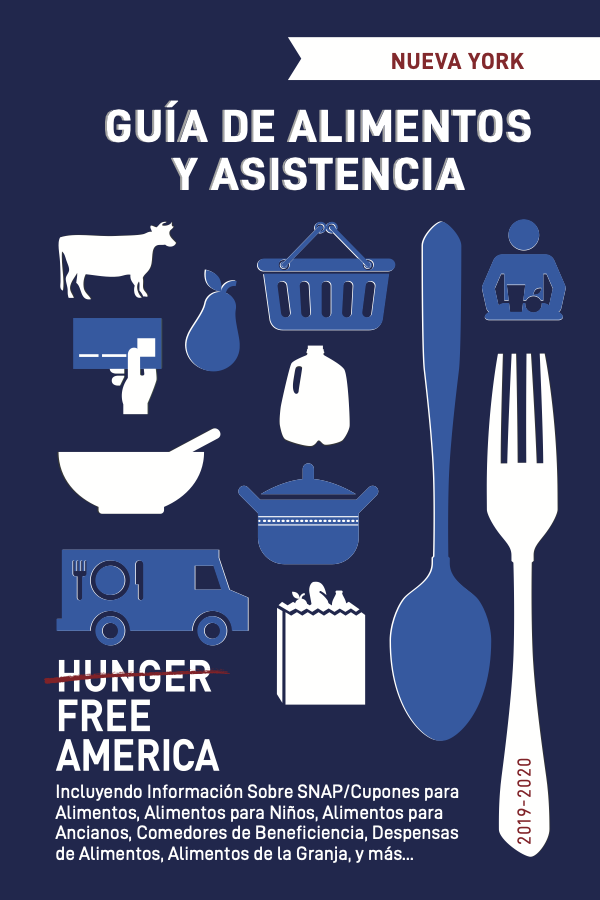 NUEVA YORK
GUÍA DE ALIMENTOS
Y ASISTENCIA
HUNGER
FREE
AMERICA
Incluyendo Información Sobre SNAP/Cupones para
Alimentos, Alimentos para Niños, Alimentos para
Ancianos, Comedores de Beneficiencia, Despensas
de Alimentos, Alimentos de la Granja, y más...
2019-2020